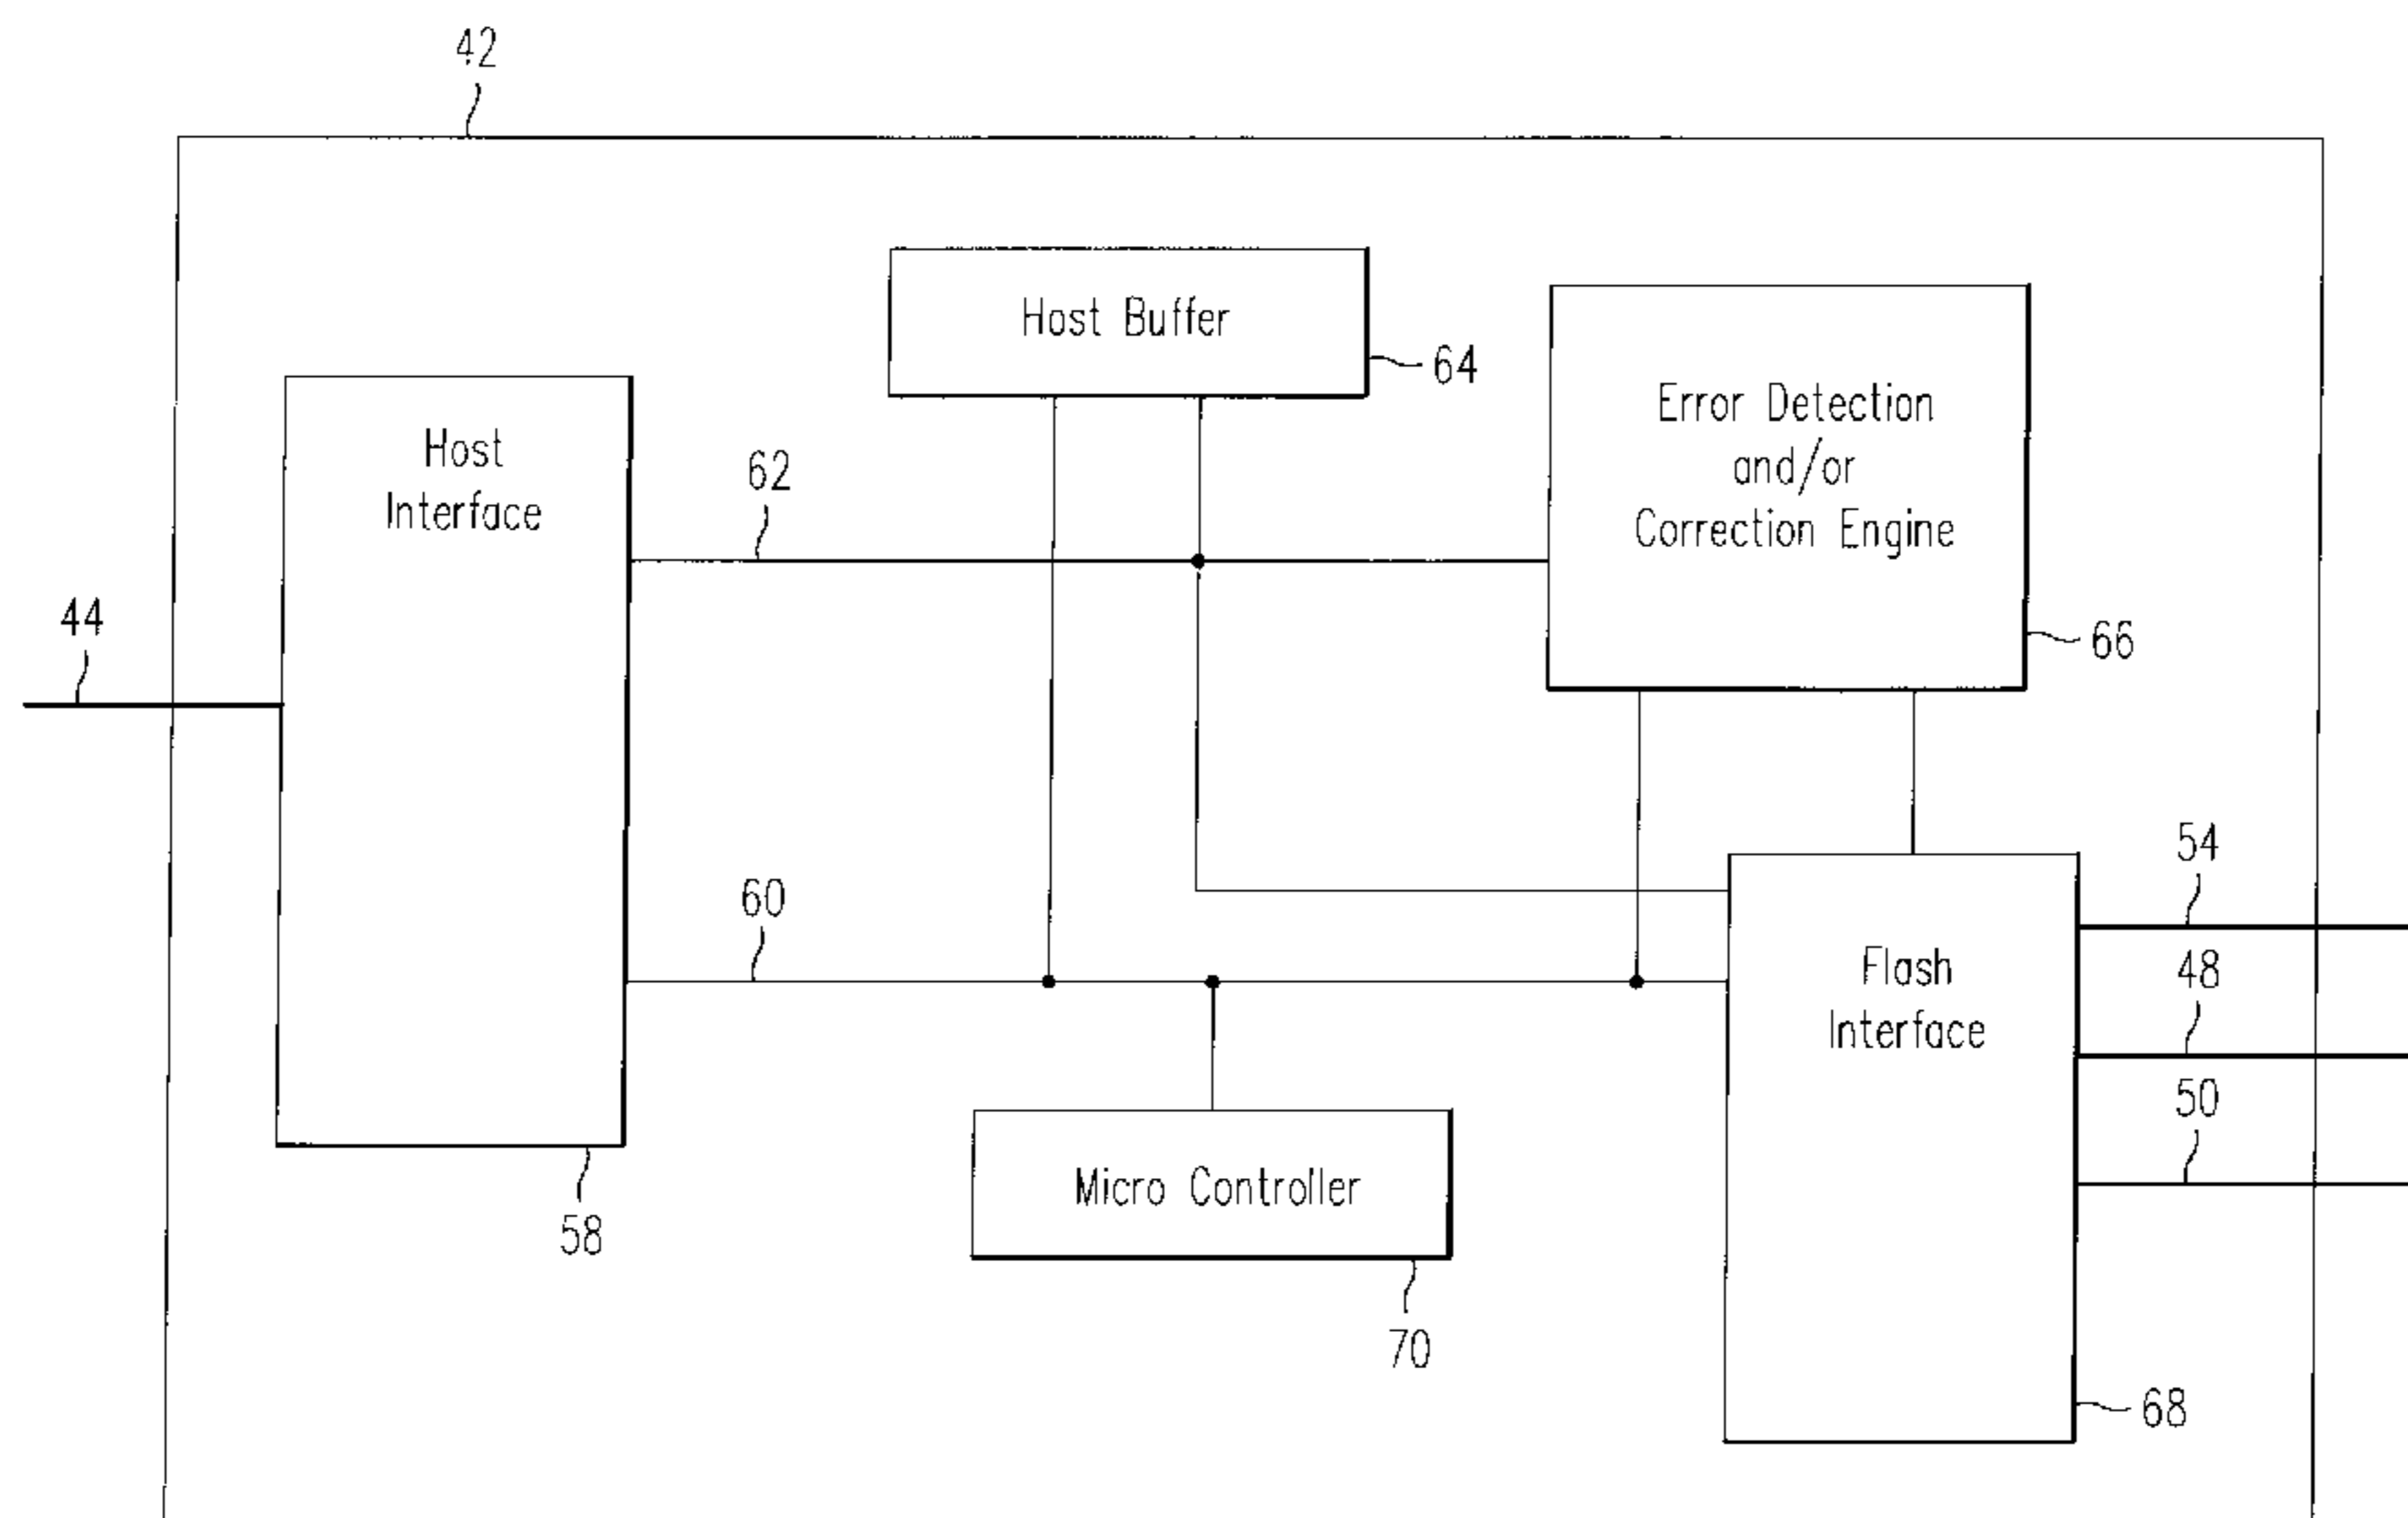 42
Host Buffer
64
Error Detection
and/or
Correction Engine
66
Host
Interface
62
44
60
58
Micro Controller
70
Flash
Interface
54
48
50
68